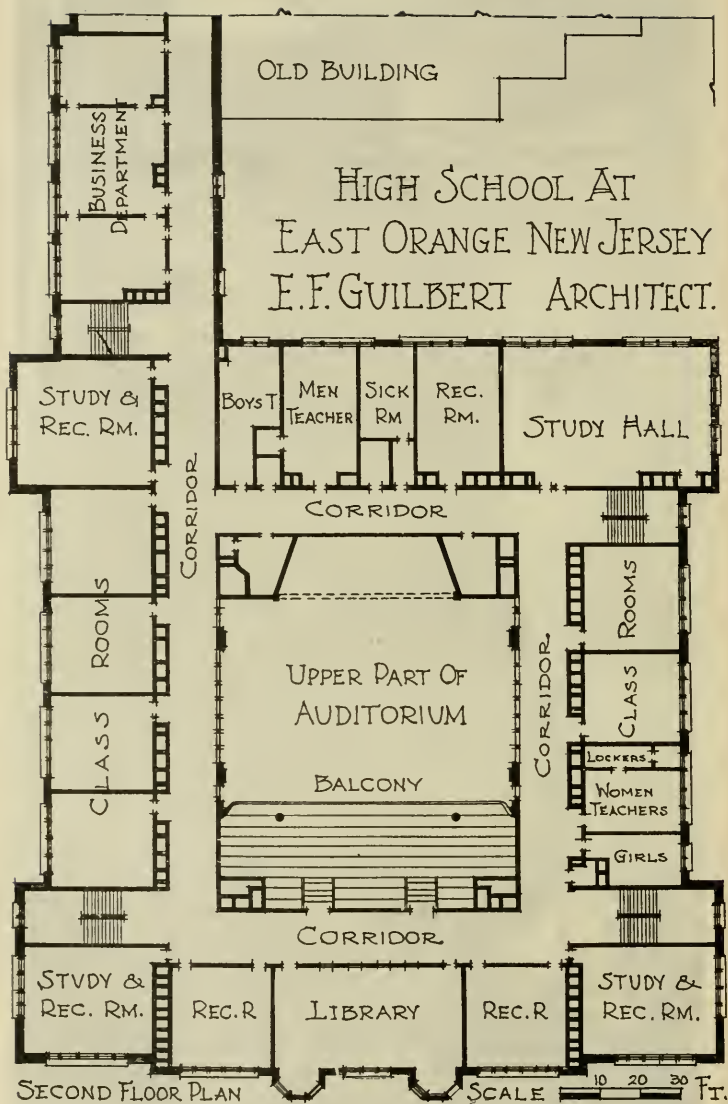 OLD BUILDING
BUSINESS
DEPARTMENT
HIGH SCHOOL AT
EAST ORANGE NEW JERSEY
E.F. GUILBERT ARCHITECT.
STUDY &
REC. RM.
BOYS T
MEN
TEACHER
SICK
RM
REC.
RM.
STUDY HALL
CORRIDOR
CORRIDOR
CLASS ROOMS
UPPER PART OF
AUDITORIUM
BALCONY
CORRIDOR
CLASS ROOMS
LOCKERS
WOMEN
TEACHERS
GIRLS
CORRIDOR
STUDY &
REC. RM.
REC. R
LIBRARY
REC. R
STUDY &
REC. RM.
SECOND FLOOR PLAN
SCALE 10 20 30 FT.